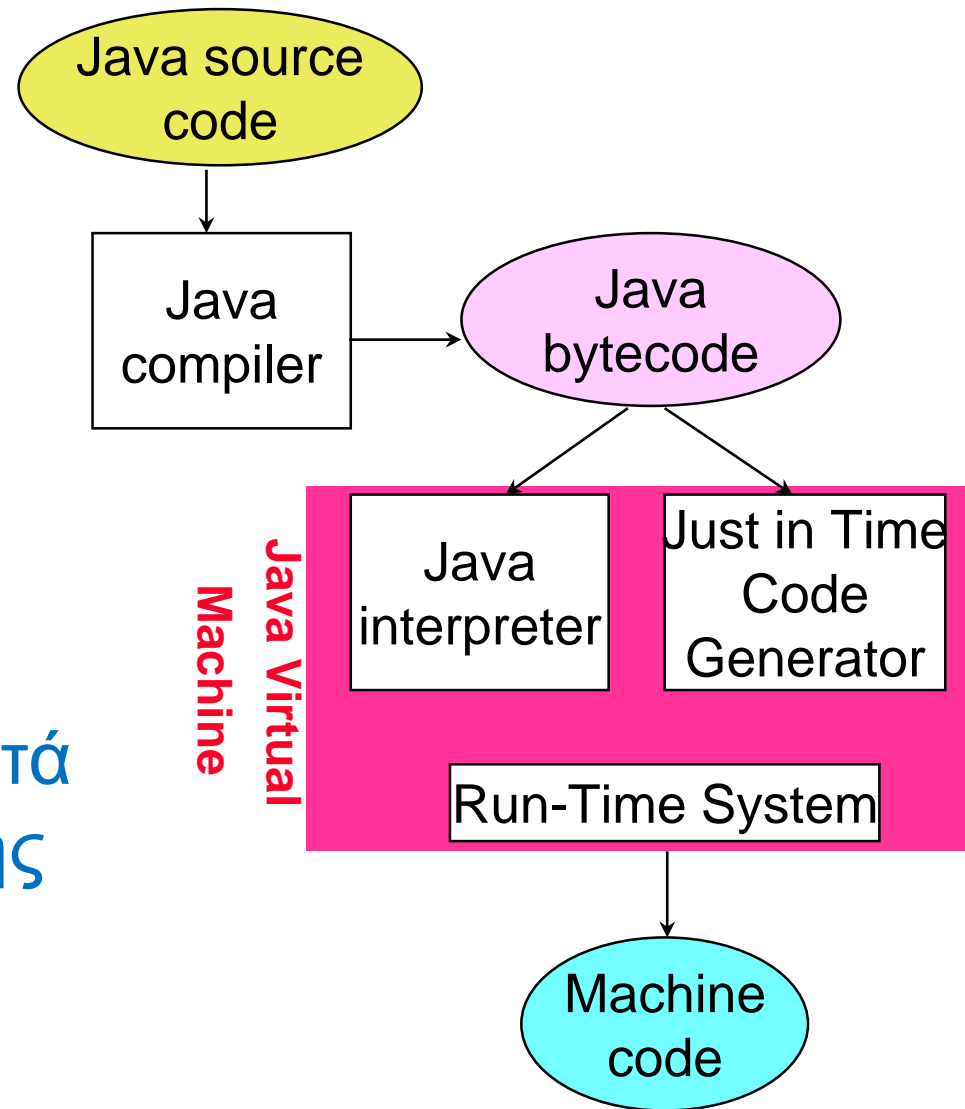 Java source
code
Java
compiler
Java
bytecode
Java Virtual
Machine
Java
interpreter
Just in Time
Code
Generator
Run-Time System
Machine
code